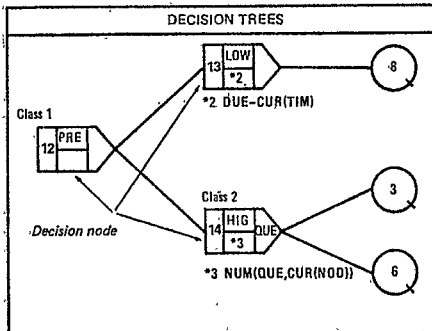 DECISION TREES
LOW
13
*2
8
*2 DUE-CUR(TIM)
Class 1
PRE
12
Class 2
3
HIG
14
QUE
*3
Decision node
*3 NUM(QUE,CUR(NOD))
6